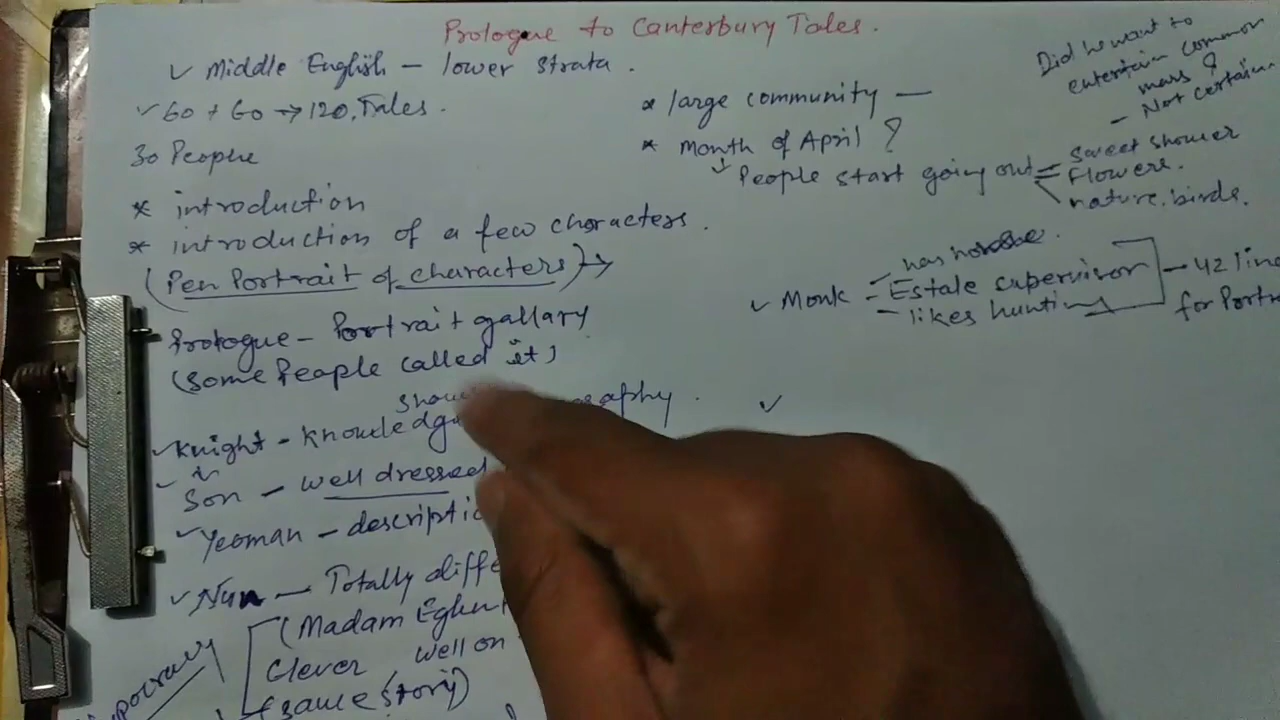 Prologue to Canterbury Tales.
✓ Middle English - lower strata.
✓ 60 + 60 → 120, Tales.
30 People
* introduction
* introduction of a few characters.
(Pen Portrait of characters) →
Prologue - Portrait gallary
(some People called it)
✓ Knight - knowledg
✓ Son - well dressed
✓ Yeoman - descriptio
✓ Nun - Totally diffe
(Madam
Clever well on
(same story)
Did he want to
entertain common
mass ?
- Not certain.
* large community -
* Month of April ?
↓ People start going out = sweet shower
Flowers.
nature, birds.
has horse.
✓ Monk = Estate supervisor - 42 lin
- likes hunting for Portr
✓